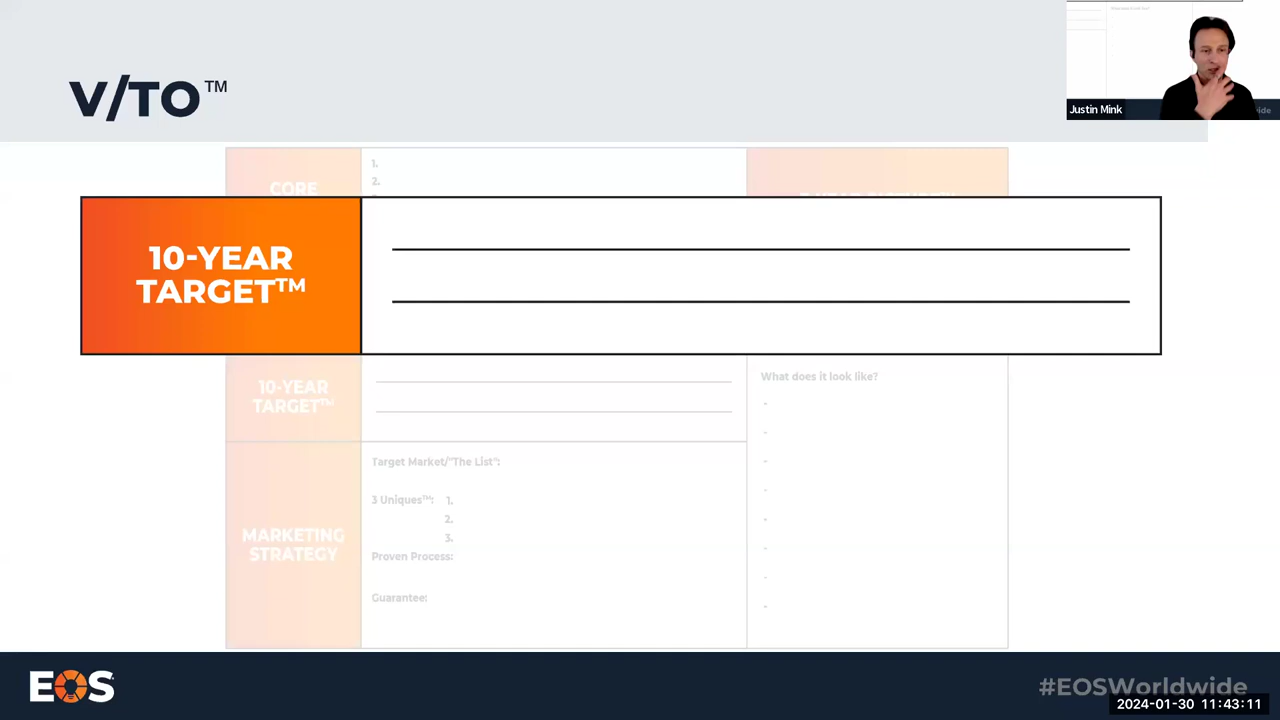 V/TO™
Justin Mink
1.
2.
CORE
10-YEAR
TARGET™
What does it look like?
10-YEAR
TARGET™
Target Market/"The List":
3 Uniques™: 1.
2.
3.
MARKETING
STRATEGY
Proven Process:
Guarantee:
EOS
#EOSWorldwide
2024-01-30 11:43:11